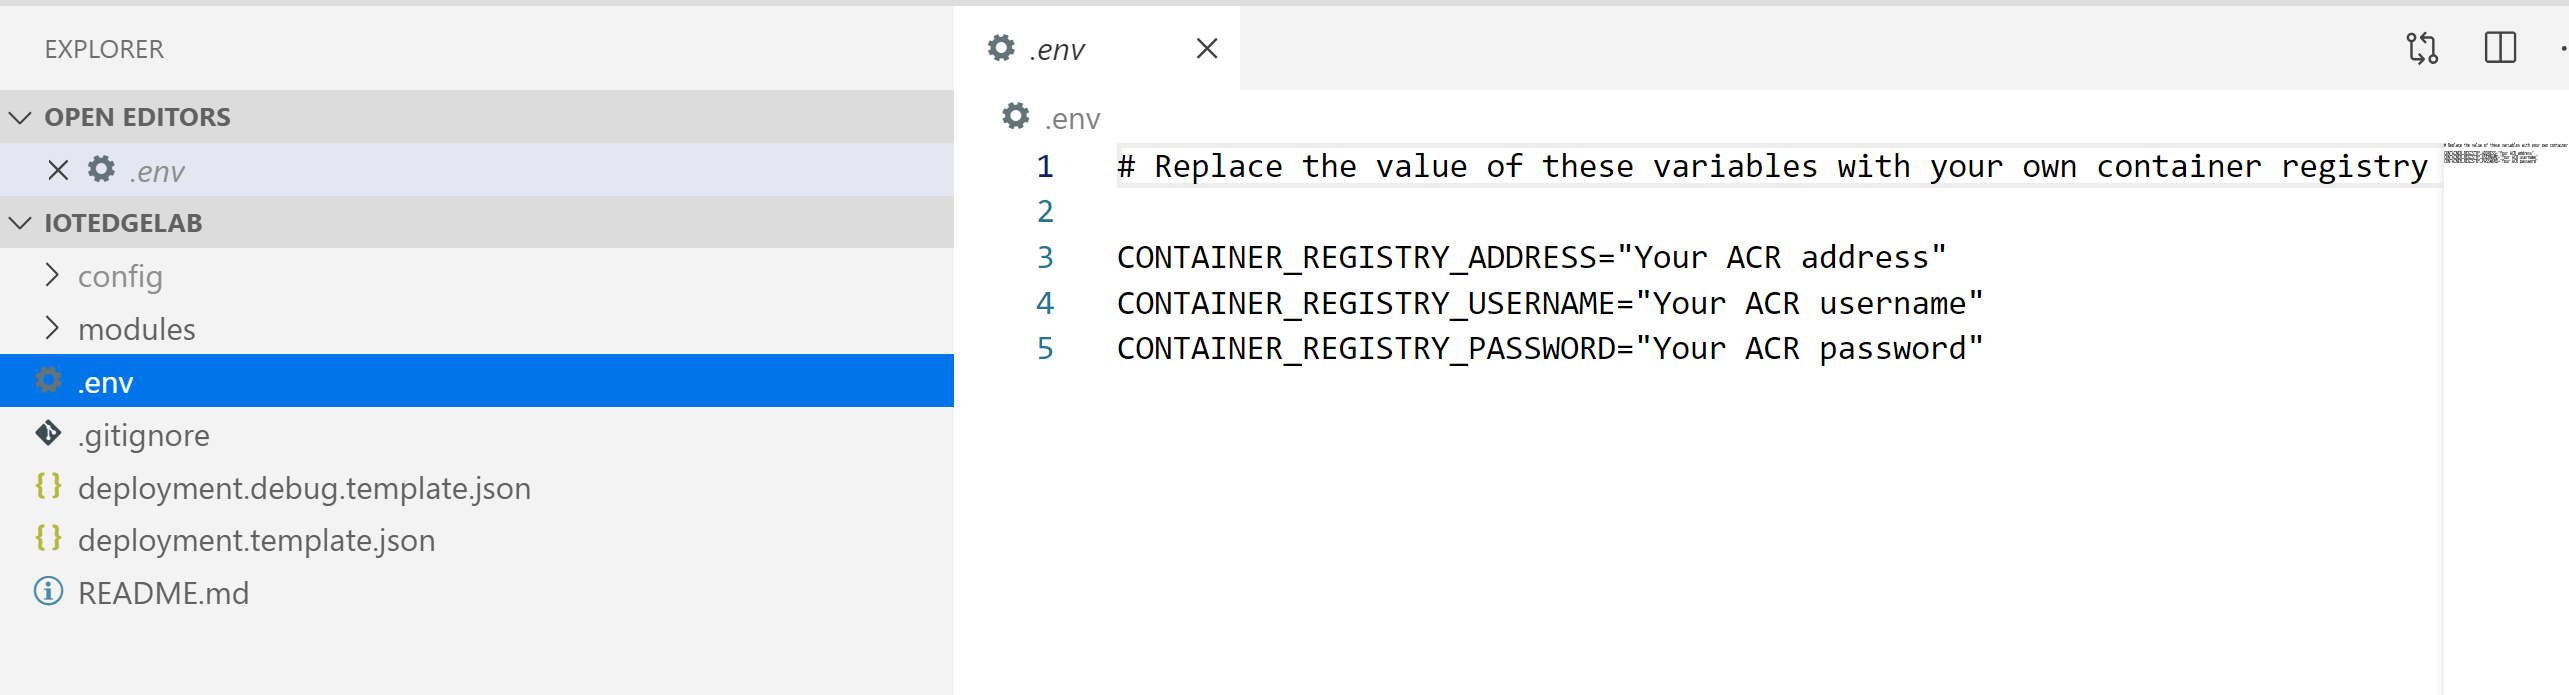 EXPLORER
OPEN EDITORS
.env
IOTEDGELAB
config
modules
.env
.gitignore
deployment.debug.template.json
deployment.template.json
README.md
.env
.env
1 # Replace the value of these variables with your own container registry
2
3 CONTAINER_REGISTRY_ADDRESS="Your ACR address"
4 CONTAINER_REGISTRY_USERNAME="Your ACR username"
5 CONTAINER_REGISTRY_PASSWORD="Your ACR password"